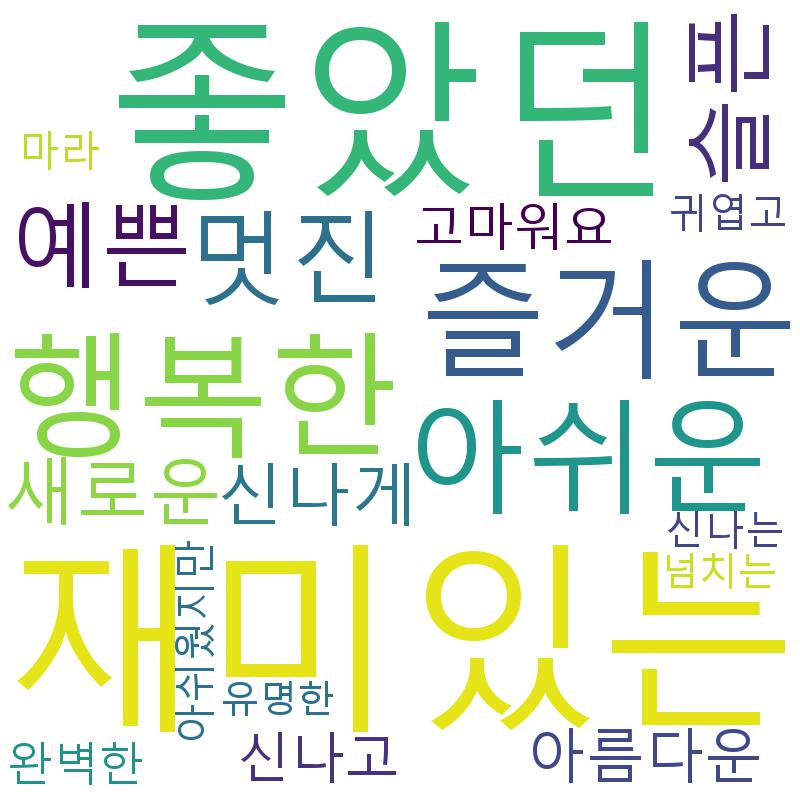 좋았던
슬픈
마라
예쁜
멋진
고마워요
귀엽고
즐거운
행복한
아쉬운
새로운
신나게
신나는
넘치는
재미있는
아쉬웠지만
유명한
완벽한
신나고
아름다운